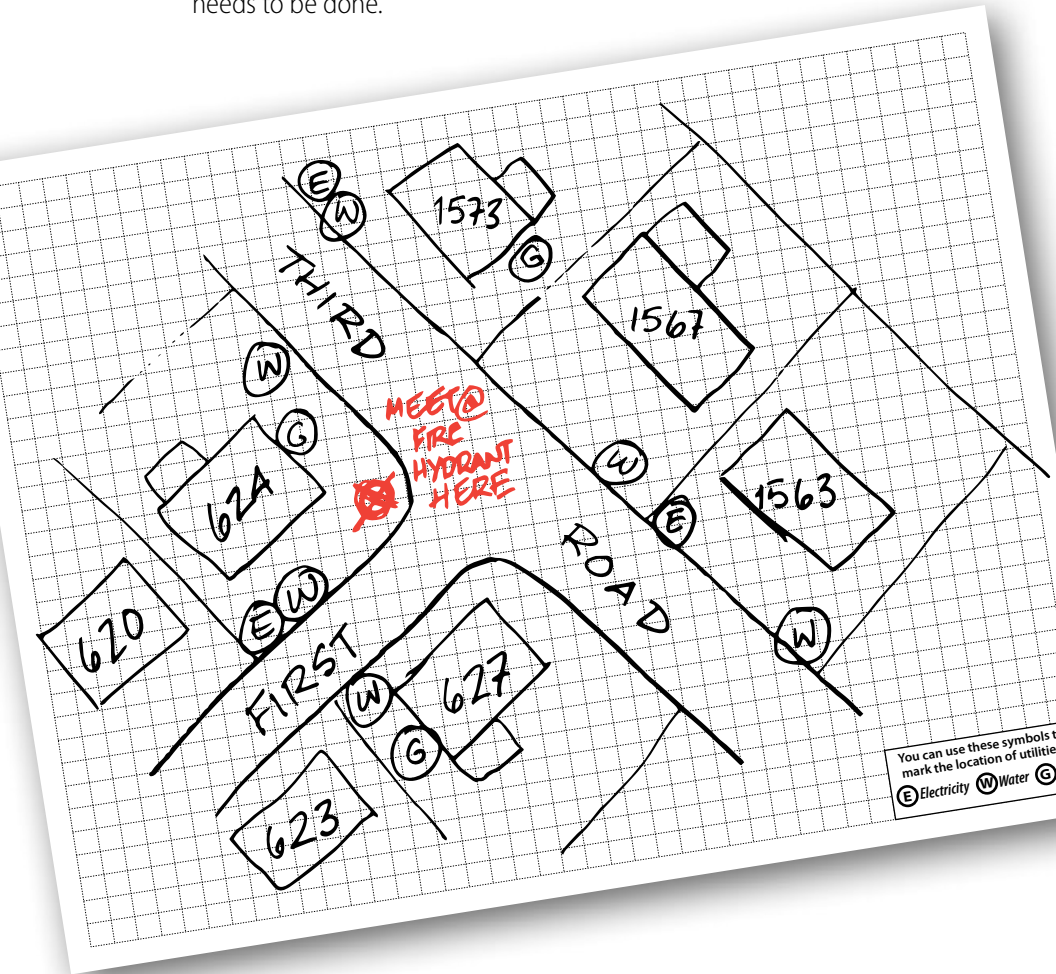 needs to be done.
E
W
1573
G
THIRD
1567
W
G
MEET@
FIRE
HYDRANT
HERE
624
W
1563
E
ROAD
W
E
620
W
FIRST
W
627
G
623
You can use these symbols t
mark the location of utilitie
E Electricity W Water G